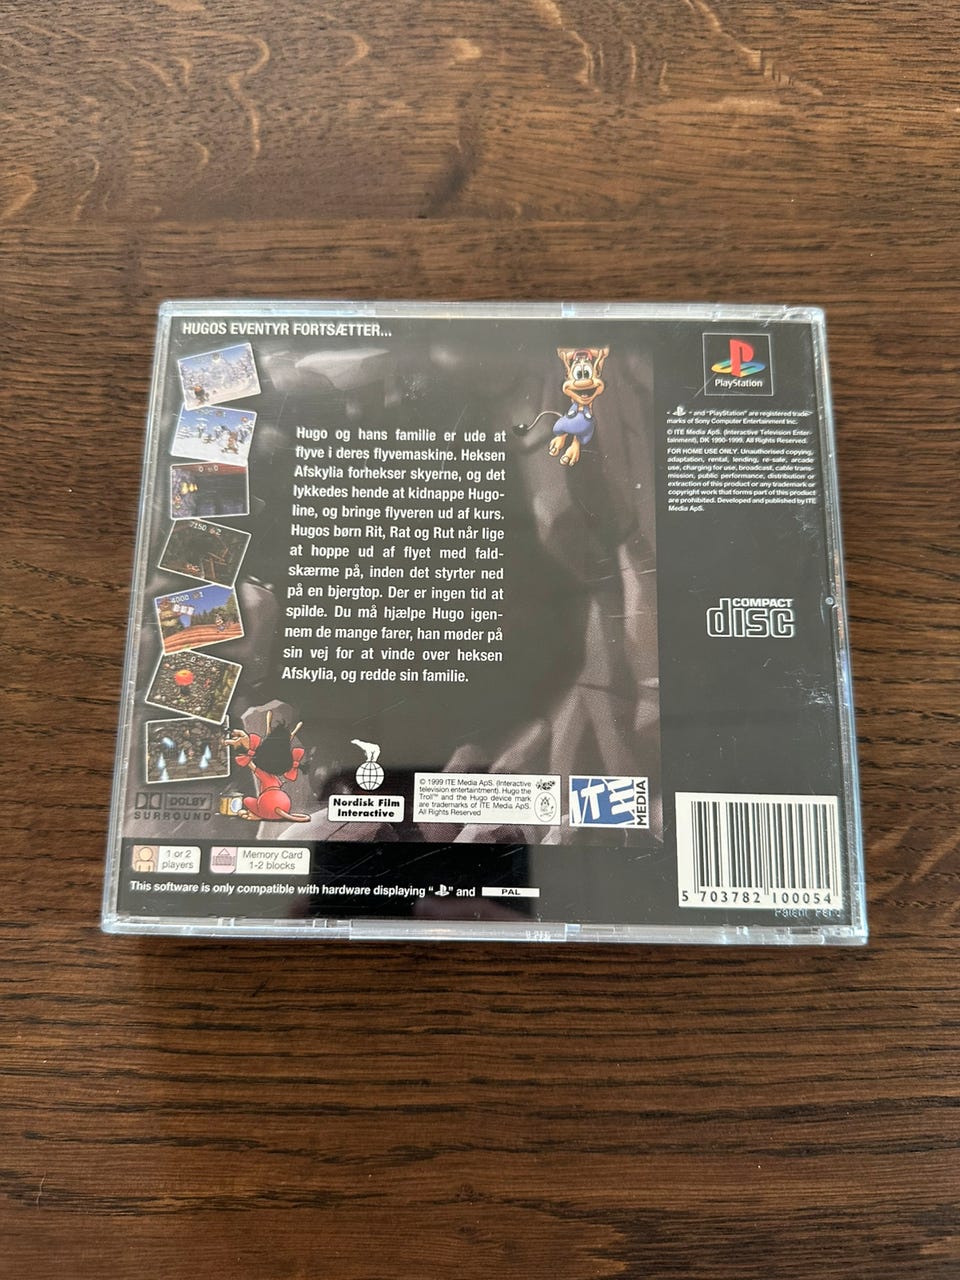 HUGOS EVENTYR FORTSÆTTER...
Hugo og hans familie er ude at
flyve i deres flyvemaskine. Heksen
Afskylia forhekser skyerne, og det
lykkedes hende at kidnappe Hugo-
line, og bringe flyveren ud af kurs.
Hugos børn Rit, Rat og Rut når lige
at hoppe ud af flyet med fald-
skærme på, inden det styrter ned
på en bjergtop. Der er ingen tid at
spilde. Du må hjælpe Hugo igen-
nem de mange farer, han møder på
sin vej for at vinde over heksen
Afskylia, og redde sin familie.
PlayStation
"PS" and "PlayStation" are registered trade-
marks of Sony Computer Entertainment Inc.
© ITE Media ApS. (Interactive Television Enter-
tainment), DK 1990-1999. All Rights Reserved.
FOR HOME USE ONLY. Unauthorised copying,
adaptation, rental, lending, re-sale, arcade
use, charging for use, broadcast, cable trans-
mission, public performance, distribution or
extraction of this product or any trademark or
copyright work that forms part of this product
are prohibited. Developed and published by ITE
Media ApS.
COMPACT
disc
DOLBY
SURROUND
Nordisk Film
Interactive
© 1999 ITE Media ApS. (Interactive
television entertaintment). Hugo the
Troll™ and the Hugo device mark
are trademarks of ITE Media ApS.
All Rights Reserved
ITE
MEDIA
1 or 2
players
Memory Card
1-2 blocks
This software is only compatible with hardware displaying "PS" and PAL
5 703782 100054